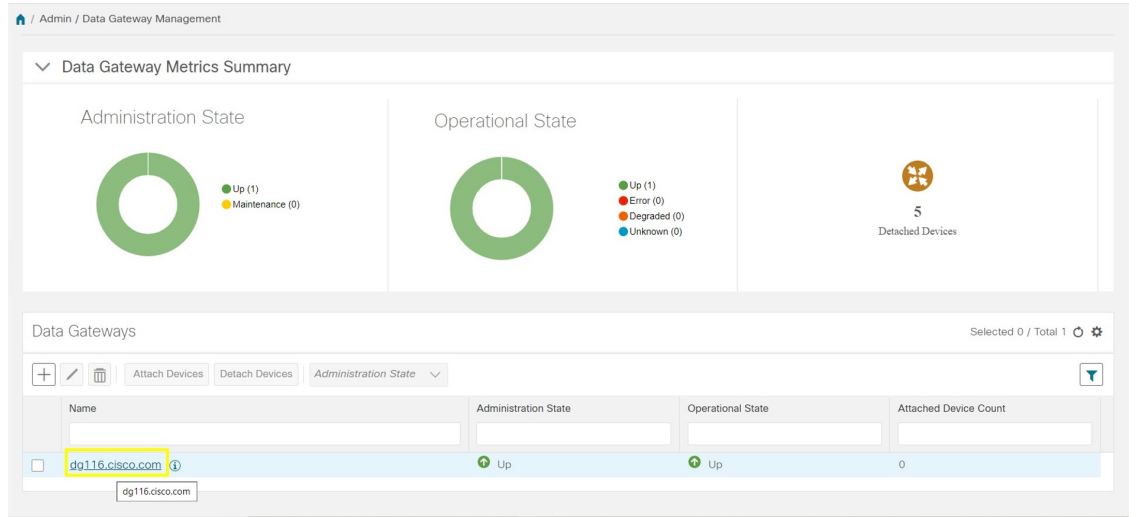 / Admin / Data Gateway Management
Data Gateway Metrics Summary
Administration State
Up (1)
Maintenance (0)
Operational State
Up (1)
Error (0)
Degraded (0)
Unknown (0)
5
Detached Devices
Data Gateways
Selected 0 / Total 1
Attach Devices Detach Devices Administration State
Name Administration State Operational State Attached Device Count
dg116.cisco.com Up Up 0
dg116.cisco.com